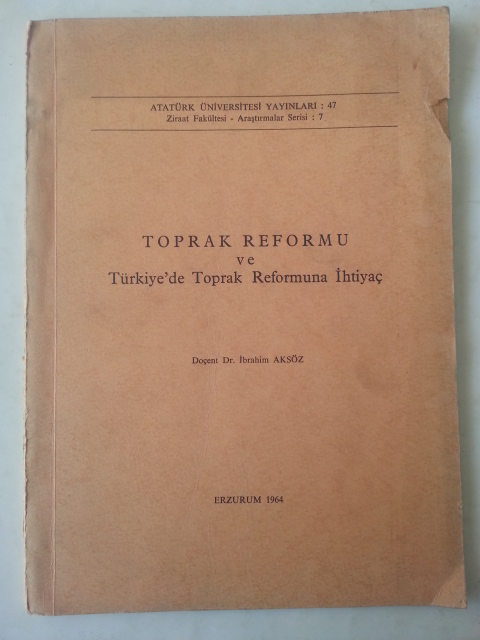 ATATÜRK ÜNİVERSİTESİ YAYINLARI : 47
Ziraat Fakültesi - Araştırmalar Serisi : 7
TOPRAK REFORMU
ve
Türkiye'de Toprak Reformuna İhtiyaç
Doçent Dr. İbrahim AKSÖZ
ERZURUM 1964